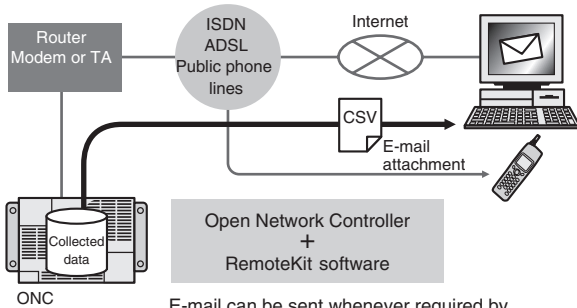 Router
Modem or TA
ISDN
ADSL
Public phone
lines
Internet
CSV
E-mail
attachment
Collected
data
ONC
Open Network Controller
+
RemoteKit software
E-mail can be sent whenever required by